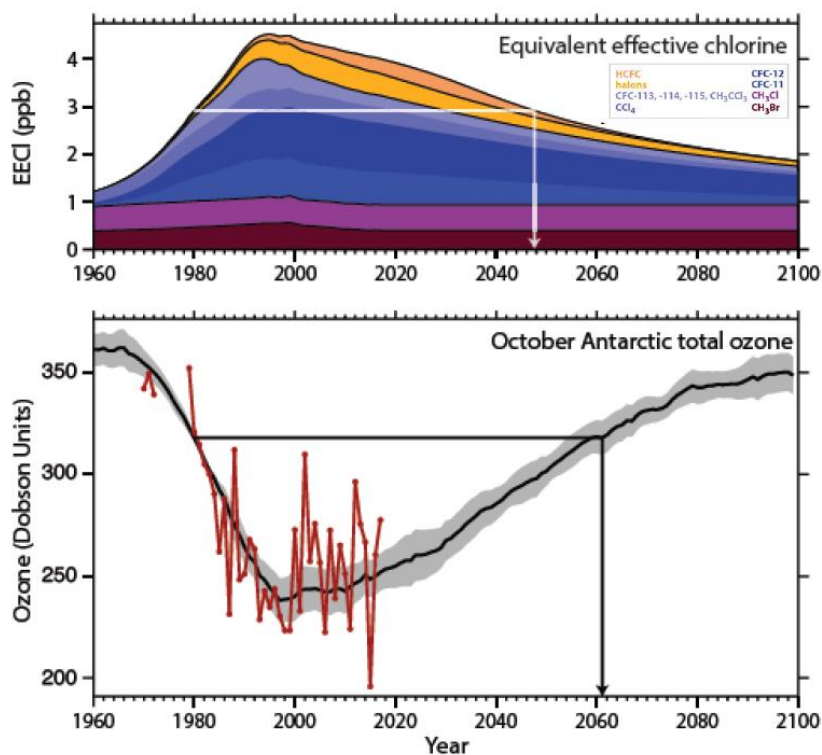 Equivalent effective chlorine
HCFC CFC-12
halons CFC-11
CFC-113, -114, -115, CH₃CCl₃ CH₃Cl
CCl₄ CH₃Br
EECl (ppb)
4
3
2
1
0
1960 1980 2000 2020 2040 2060 2080 2100
October Antarctic total ozone
Ozone (Dobson Units)
350
300
250
200
1960 1980 2000 2020 2040 2060 2080 2100
Year